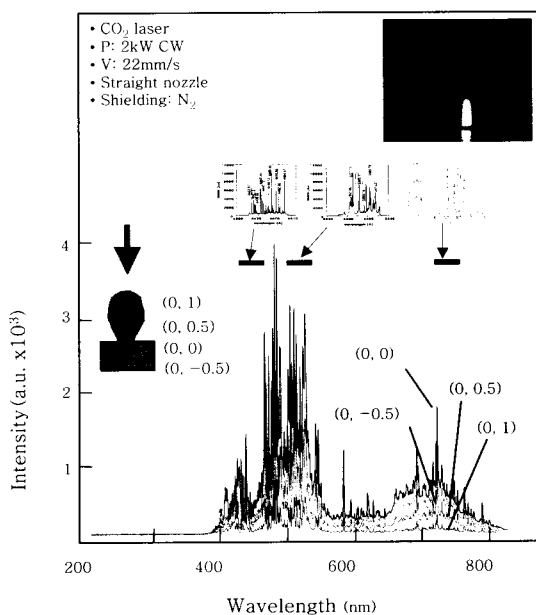 • CO₂ laser
• P: 2kW CW
• V: 22mm/s
• Straight nozzle
• Shielding: N₂
4
3
2
1
(0, 1)
(0, 0.5)
(0, 0)
(0, −0.5)
(0, 0)
(0, 0.5)
(0, −0.5)
(0, 1)
Intensity (a.u. x10³)
200
400
600
800
Wavelength (nm)